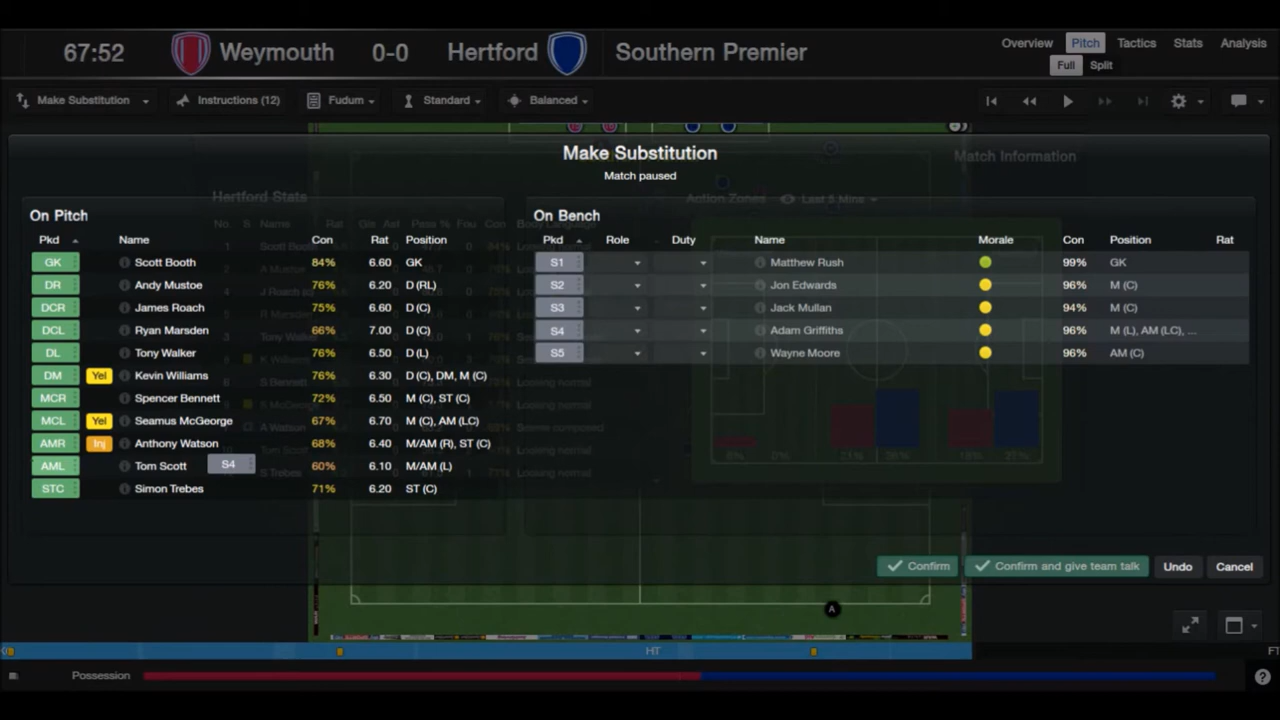 67:52 Weymouth 0-0 Hertford Southern Premier
Overview Pitch Tactics Stats Analysis
Full Split
Make Substitution Instructions (12) Fudum Standard Balanced
Make Substitution
Match paused
Match Information
Hertford Stats
Action Zones Last 5 Mins
On Pitch
On Bench
Pkd Name Con Rat Position
Pkd Role Duty Name Morale Con Position Rat
GK Scott Booth 84% 6.60 GK
S1 Matthew Rush 99% GK
DR Andy Mustoe 76% 6.20 D (RL)
S2 Jon Edwards 96% M (C)
DCR James Roach 75% 6.60 D (C)
S3 Jack Mullan 94% M (C)
DCL Ryan Marsden 66% 7.00 D (C)
S4 Adam Griffiths 96% M (L), AM (LC), ...
DL Tony Walker 76% 6.50 D (L)
S5 Wayne Moore 96% AM (C)
DM Yel Kevin Williams 76% 6.30 D (C), DM, M (C)
MCR Spencer Bennett 72% 6.50 M (C), ST (C)
MCL Yel Seamus McGeorge 67% 6.70 M (C), AM (LC)
AMR Inj Anthony Watson 68% 6.40 M/AM (R), ST (C)
AML Tom Scott S4 60% 6.10 M/AM (L)
STC Simon Trebes 71% 6.20 ST (C)
Confirm Confirm and give team talk Undo Cancel
A
HT FT
Possession